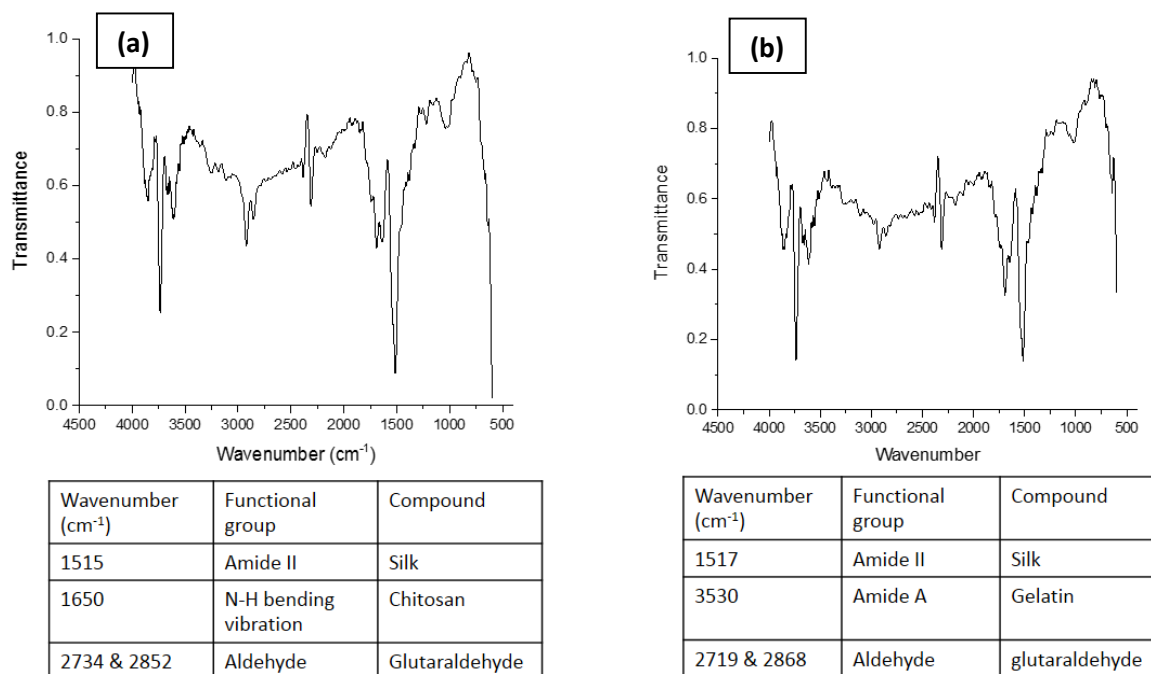 (a)
1.0
0.8
0.6
0.4
0.2
0.0
Transmittance
4500 4000 3500 3000 2500 2000 1500 1000 500
Wavenumber (cm⁻¹)
Wavenumber (cm⁻¹) Functional group Compound
1515 Amide II Silk
1650 N-H bending vibration Chitosan
2734 & 2852 Aldehyde Glutaraldehyde
(b)
1.0
0.8
0.6
0.4
0.2
0.0
Transmittance
4500 4000 3500 3000 2500 2000 1500 1000 500
Wavenumber
Wavenumber (cm⁻¹) Functional group Compound
1517 Amide II Silk
3530 Amide A Gelatin
2719 & 2868 Aldehyde glutaraldehyde